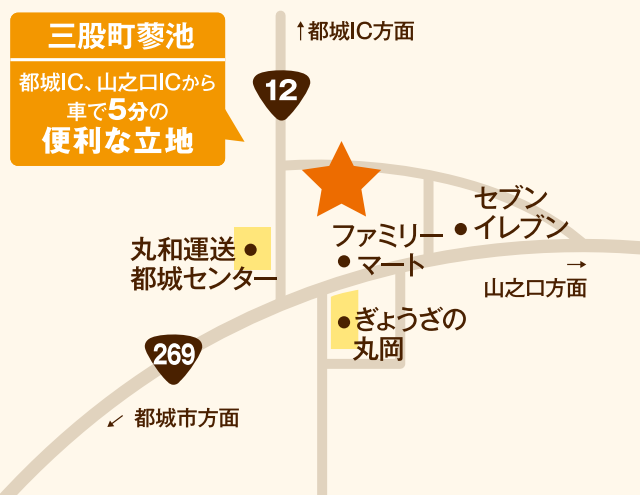 三股町蓼池
都城IC、山之口ICから
車で5分の
便利な立地
↑都城IC方面
12
セブン
イレブン
ファミリー
マート
丸和運送
都城センター
→
山之口方面
ぎょうざの
丸岡
269
↙ 都城市方面